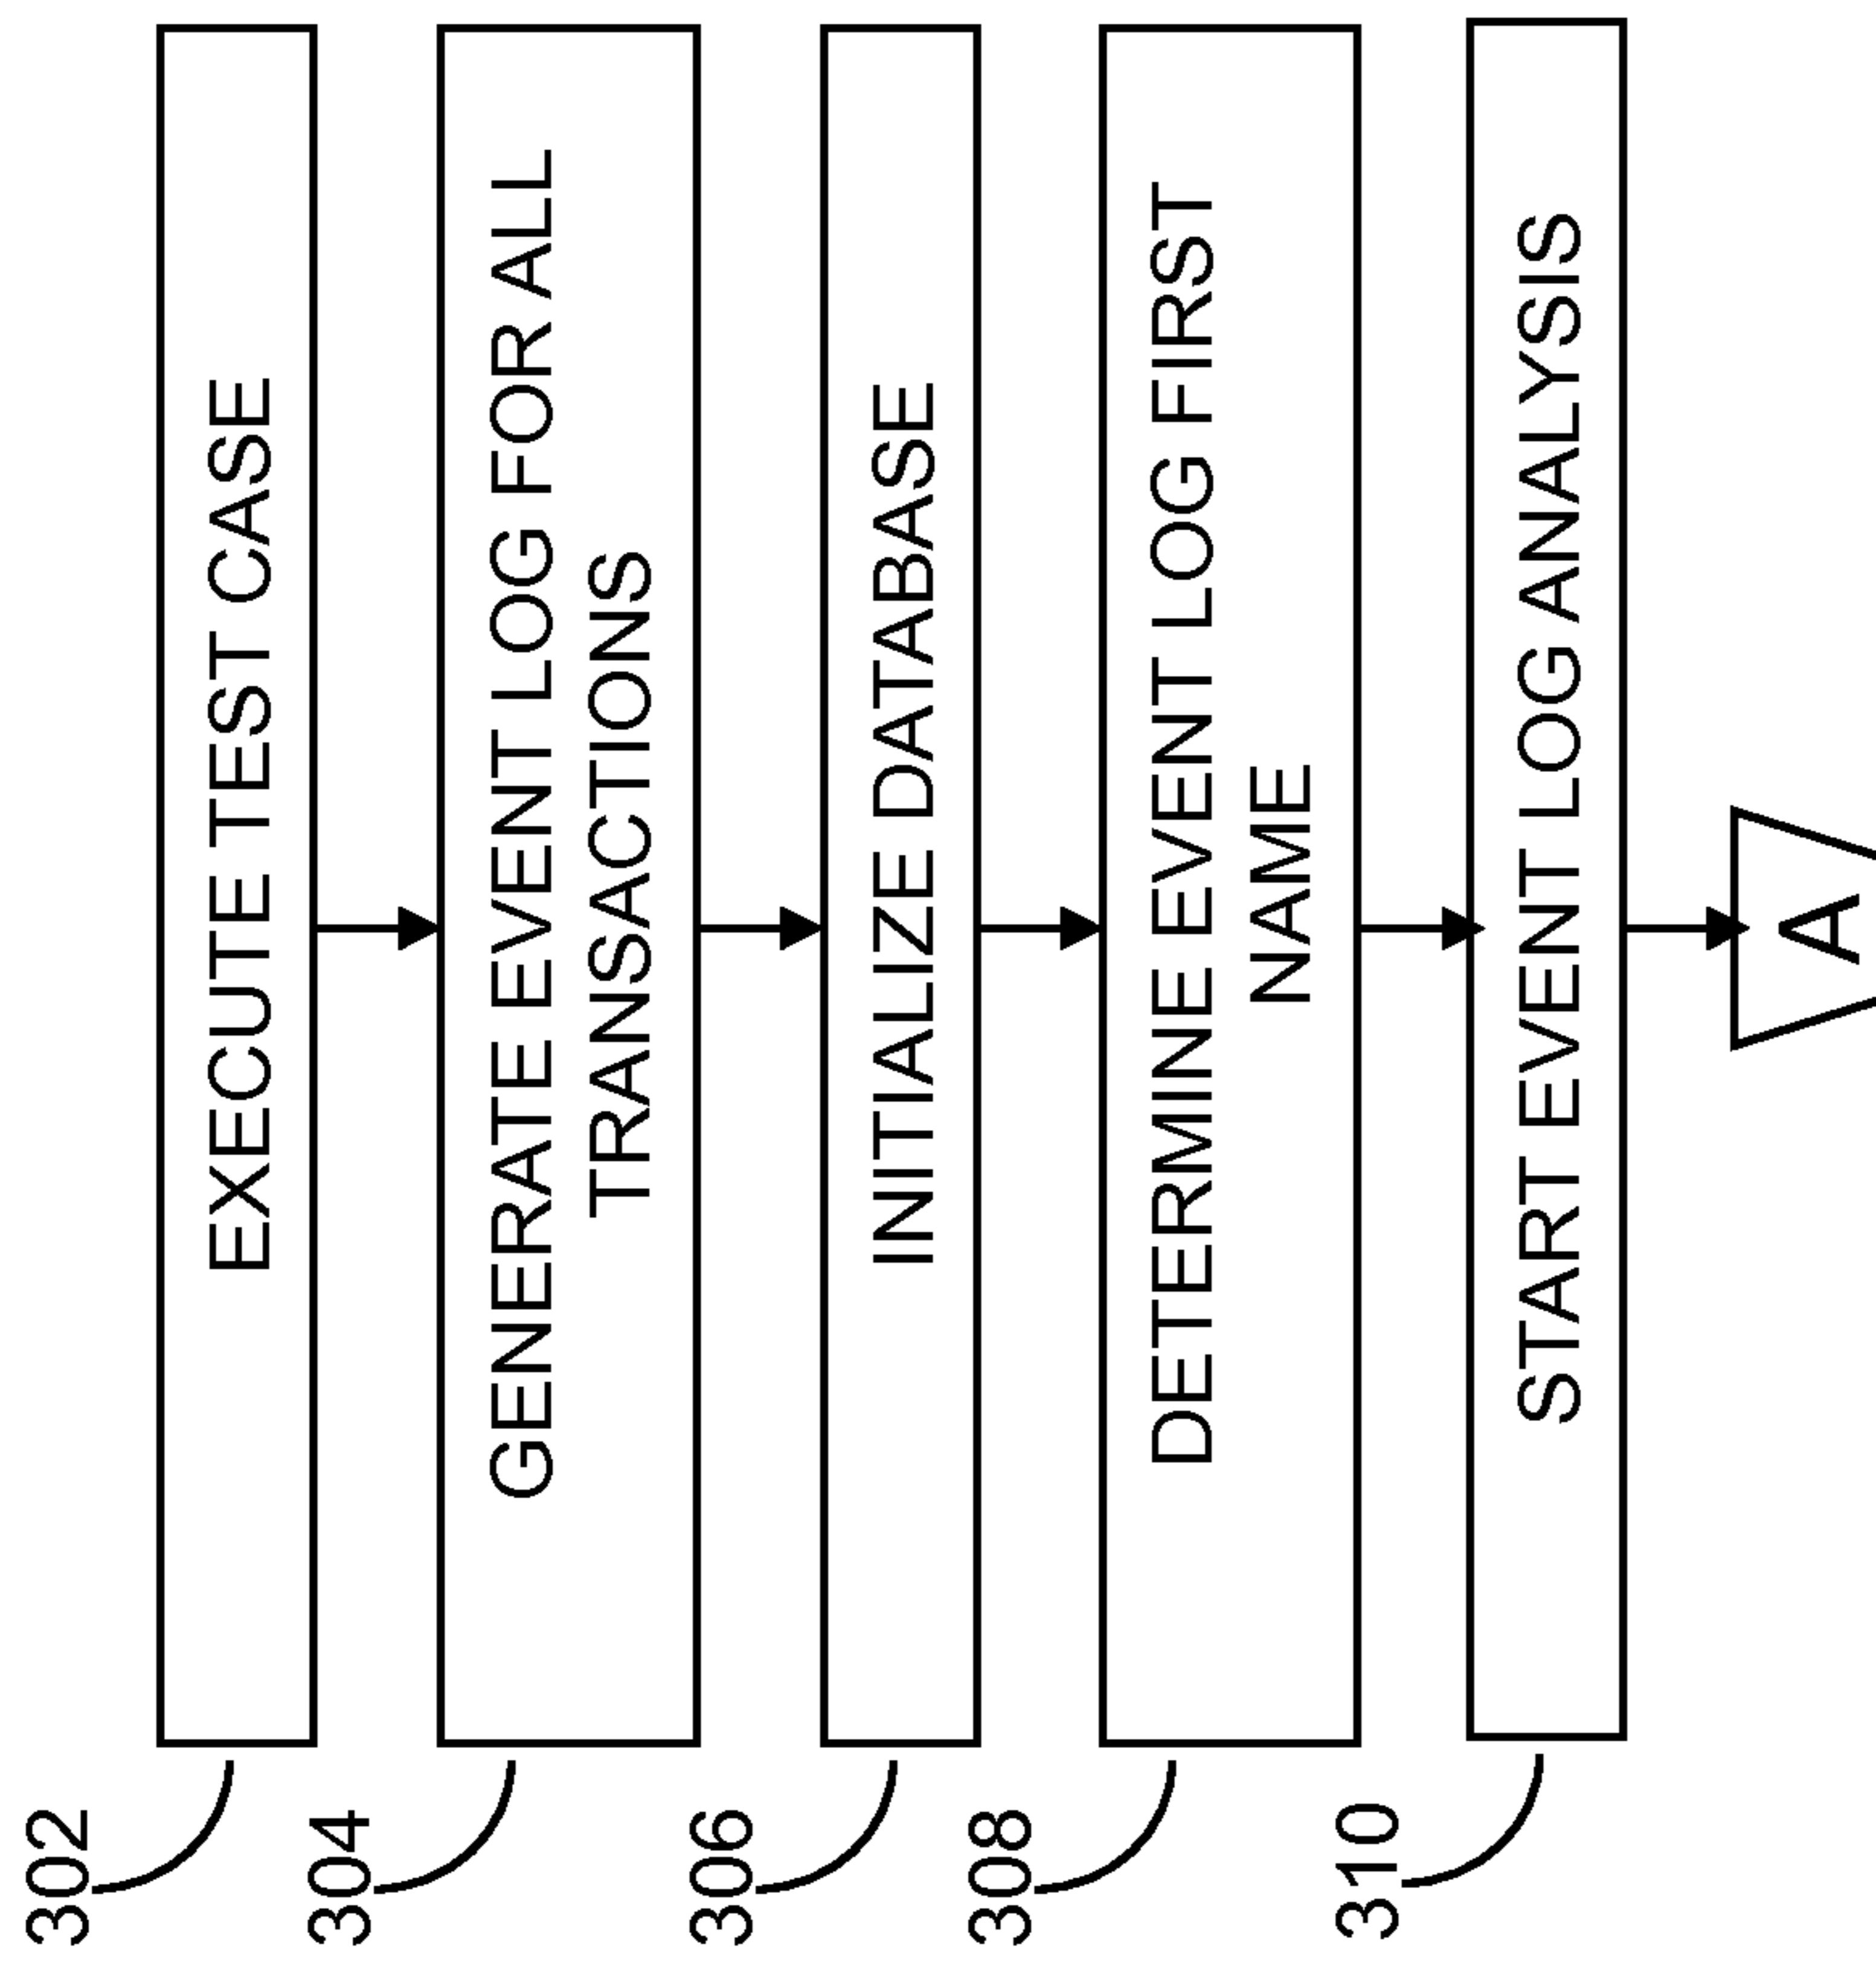 302
EXECUTE TEST CASE
304
GENERATE EVENT LOG FOR ALL
TRANSACTIONS
306
INITIALIZE DATABASE
308
DETERMINE EVENT LOG FIRST
NAME
310
START EVENT LOG ANALYSIS
A